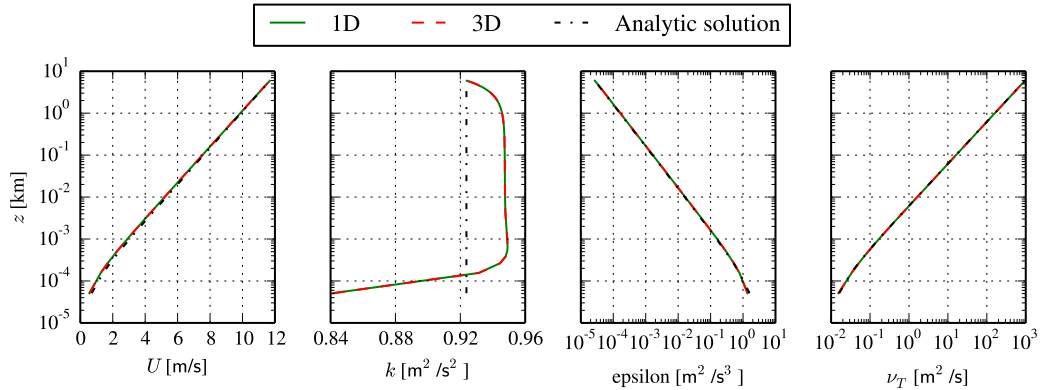 1D 3D Analytic solution
z [km]
10^1
10^0
10^-1
10^-2
10^-3
10^-4
10^-5
0 2 4 6 8 10 12
U [m/s]
0.84 0.88 0.92 0.96
k [m^2 /s^2 ]
10^-5 10^-4 10^-3 10^-2 10^-1 10^0 10^1
epsilon [m^2 /s^3 ]
10^-2 10^-1 10^0 10^1 10^2 10^3
ν_T [m^2 /s]